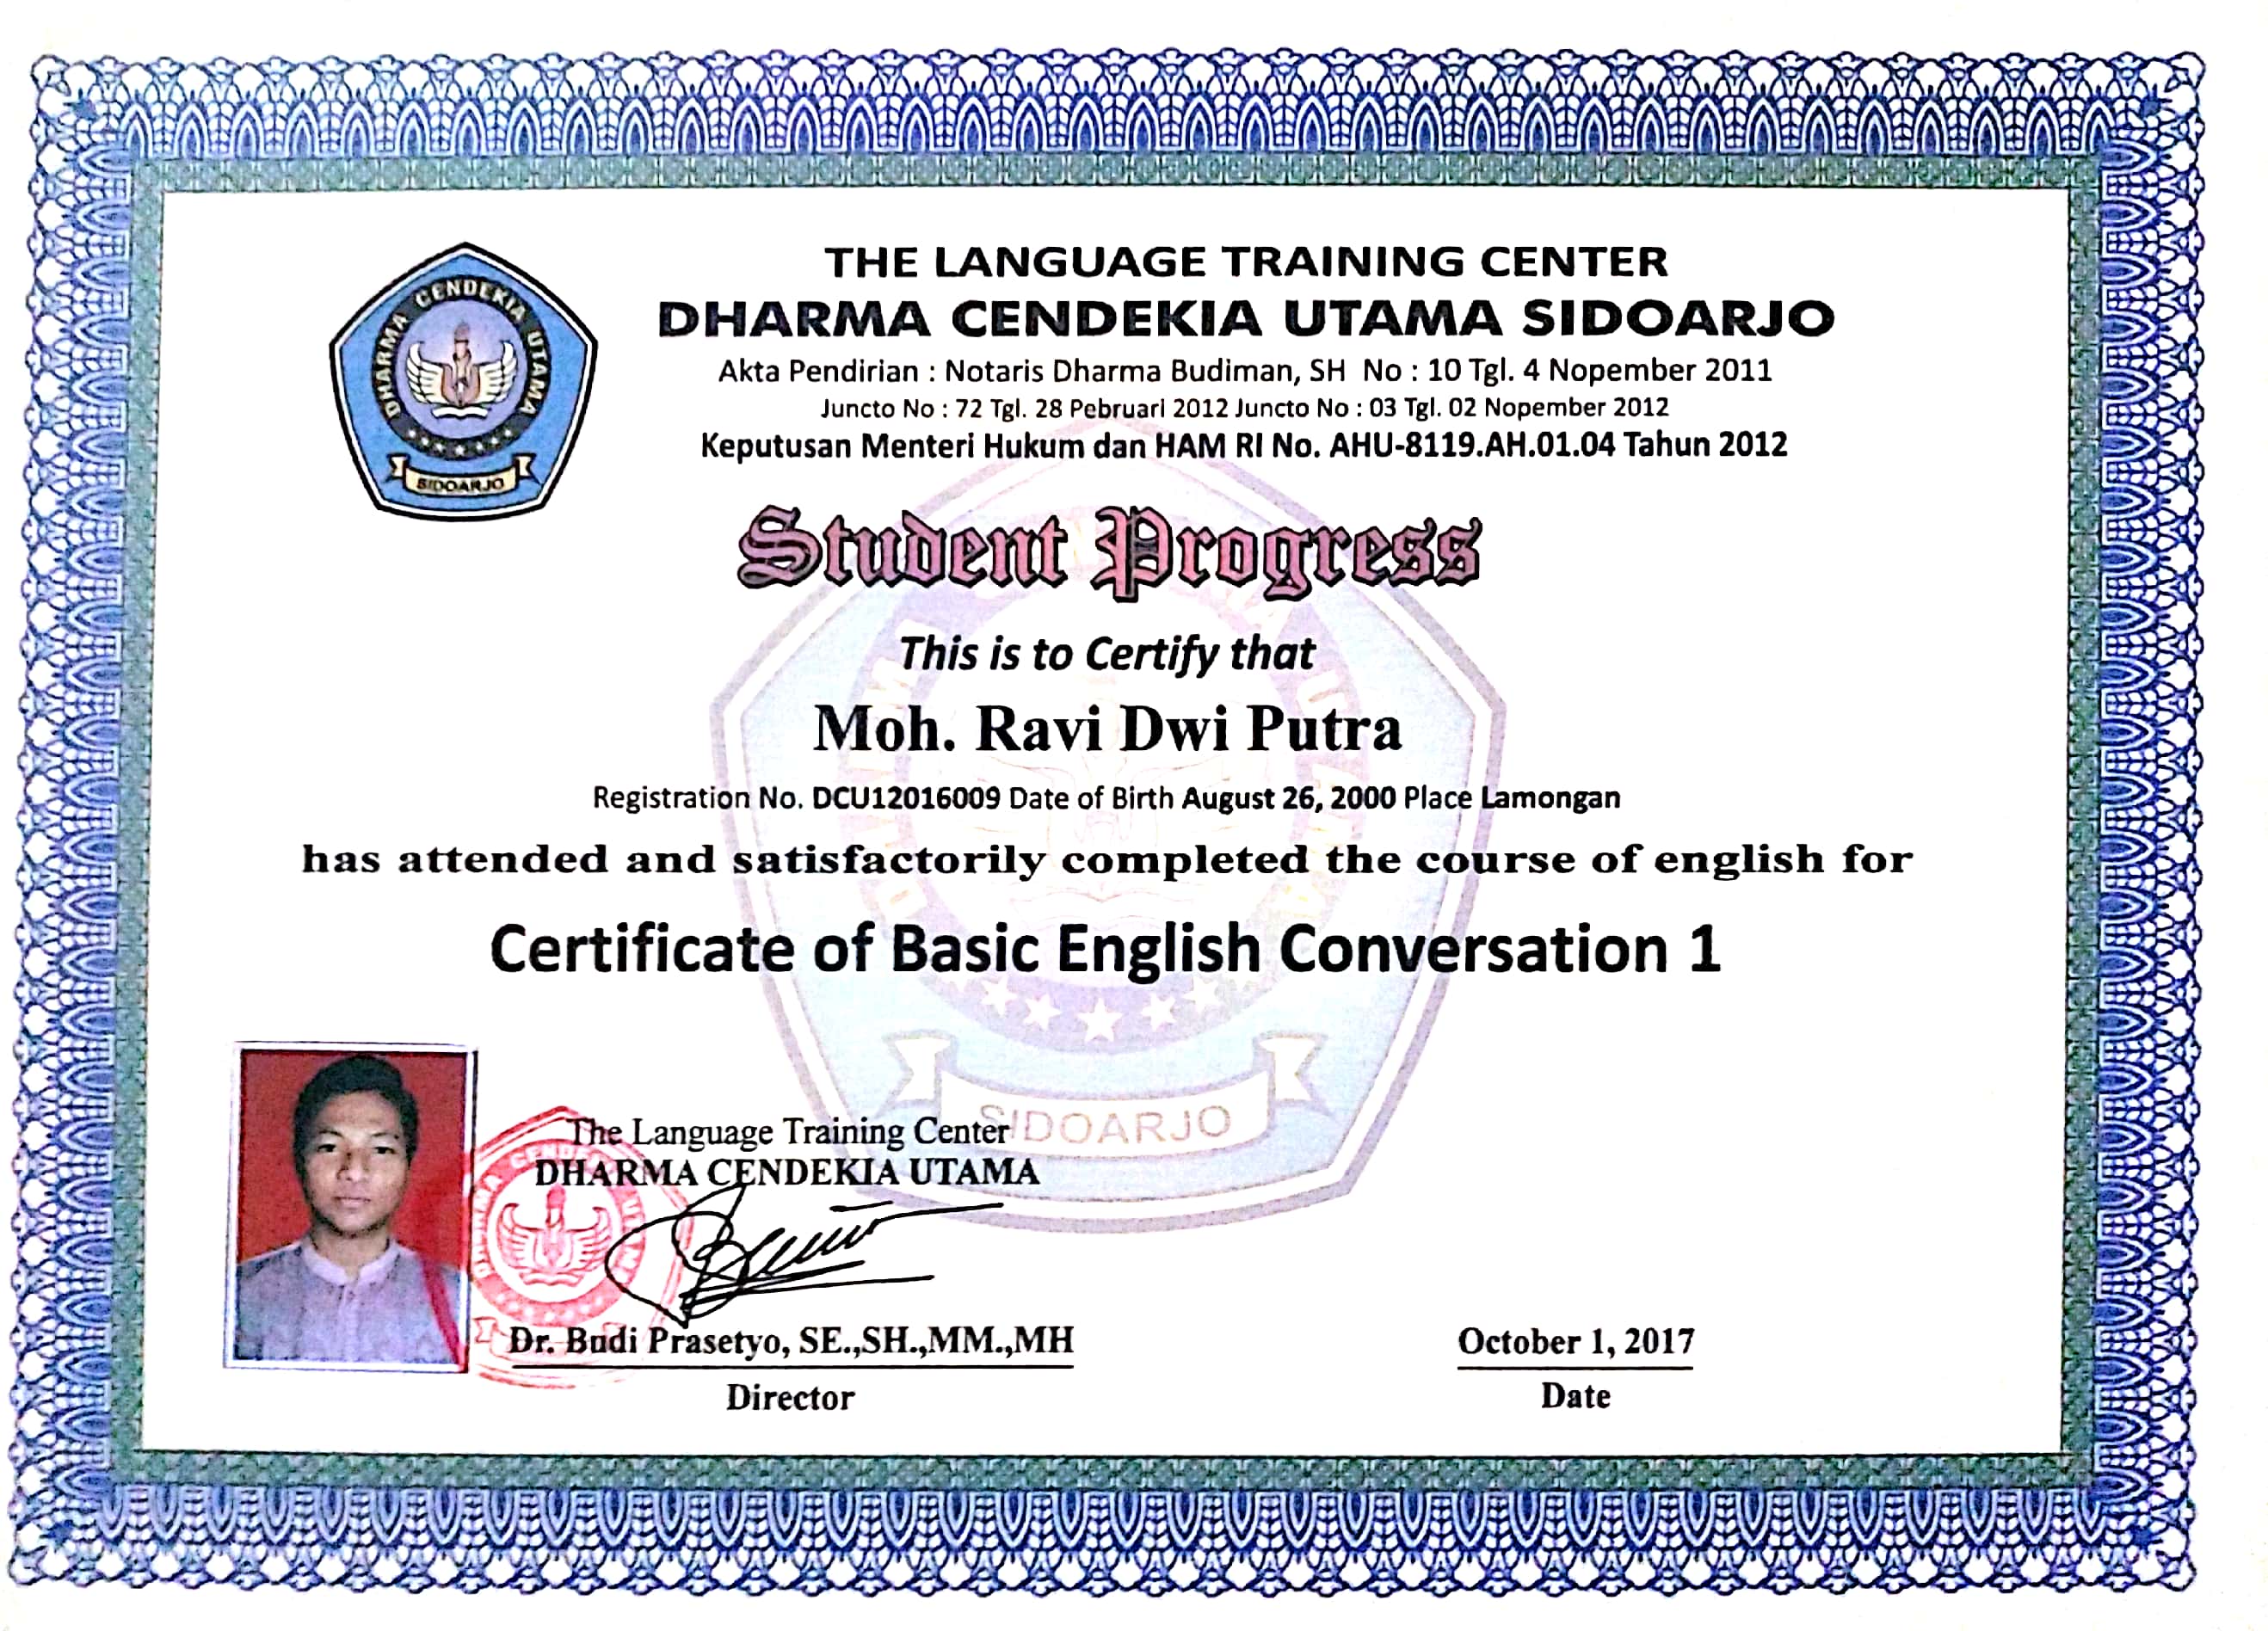 THE LANGUAGE TRAINING CENTER
DHARMA CENDEKIA UTAMA SIDOARJO
Akta Pendirian : Notaris Dharma Budiman, SH No : 10 Tgl. 4 Nopember 2011
Juncto No : 72 Tgl. 28 Pebruari 2012 Juncto No : 03 Tgl. 02 Nopember 2012
Keputusan Menteri Hukum dan HAM RI No. AHU-8119.AH.01.04 Tahun 2012
DHARMA CENDEKIA UTAMA
SIDOARJO
Student Progress
This is to Certify that
Moh. Ravi Dwi Putra
Registration No. DCU12016009 Date of Birth August 26, 2000 Place Lamongan
has attended and satisfactorily completed the course of english for
Certificate of Basic English Conversation 1
SIDOARJO
The Language Training Center
DHARMA CENDEKIA UTAMA
Dr. Budi Prasetyo, SE.,SH.,MM.,MH
Director
October 1, 2017
Date